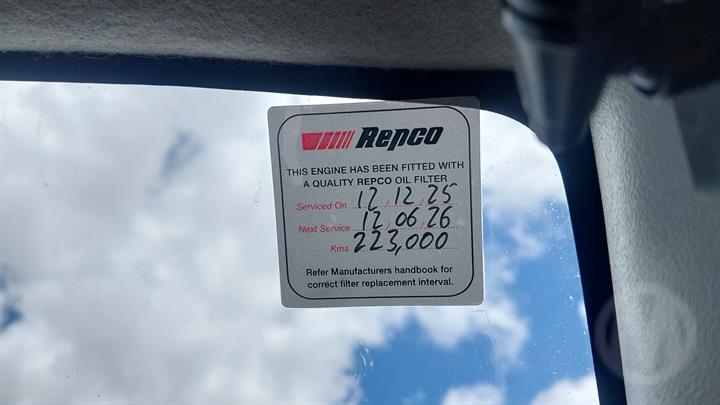 Repco
THIS ENGINE HAS BEEN FITTED WITH
A QUALITY REPCO OIL FILTER
Serviced On 12/12/25
Next Service 12/06/26
Kms 223,000
Refer Manufacturers handbook for
correct filter replacement interval.